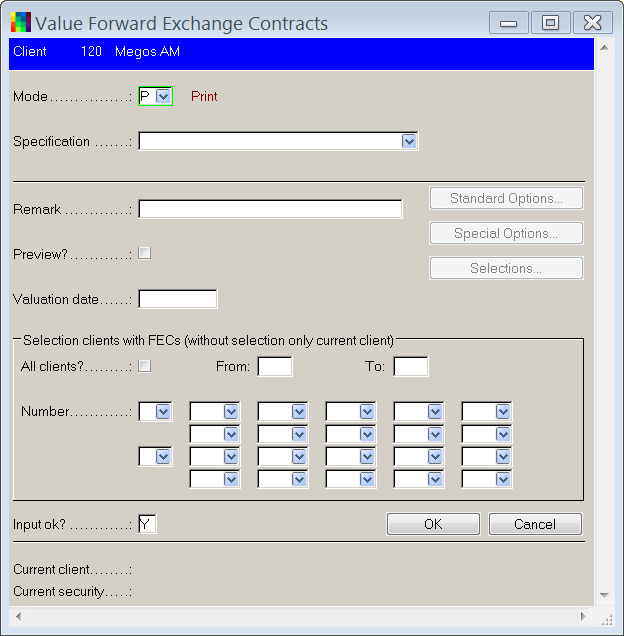 Value Forward Exchange Contracts
Client 120 Megos AM
Mode...............: P Print
Specification .......:
Remark ............: Standard Options...
Special Options...
Preview?...........: Selections...
Valuation date......:
Selection clients with FECs (without selection only current client)
All clients?........: From: To:
Number............:
Input ok? ...........: Y OK Cancel
Current client........:
Current security.....: